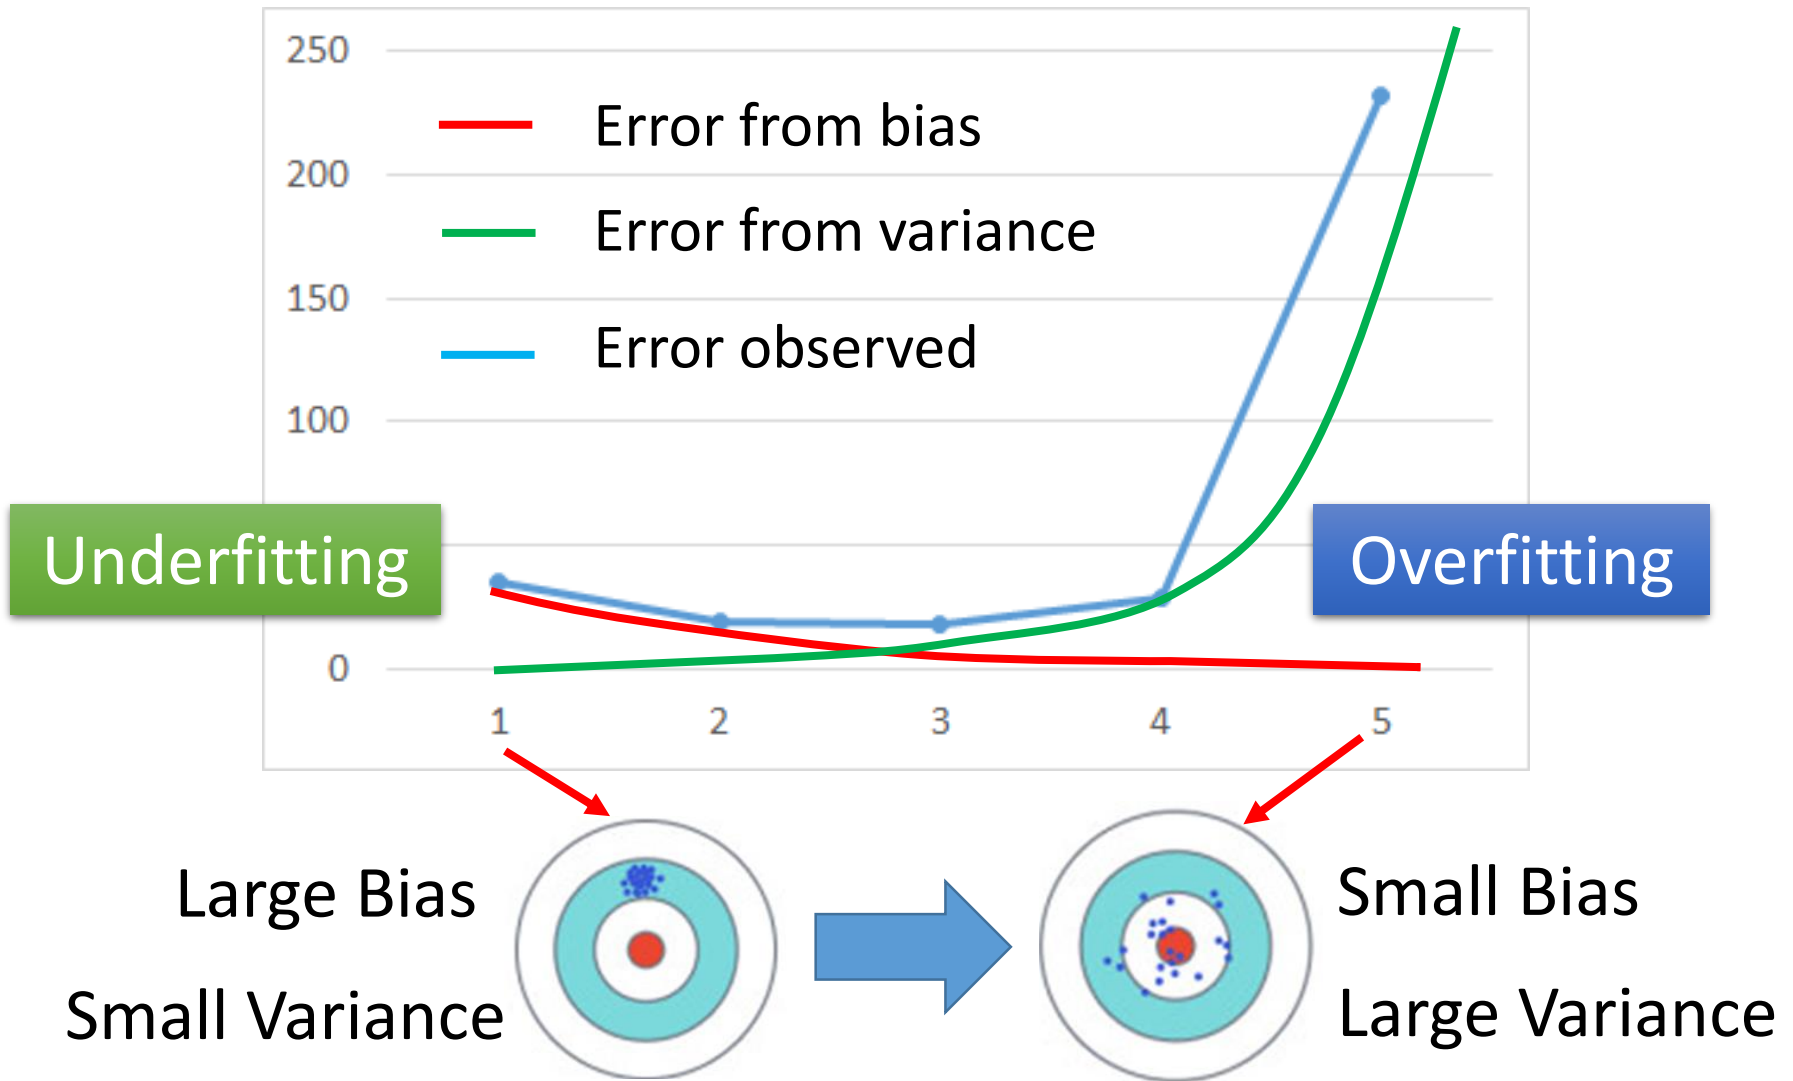 250
Error from bias
200
Error from variance
150
Error observed
100
Underfitting
Overfitting
0
1 2 3 4 5
Large Bias
Small Bias
Small Variance
Large Variance